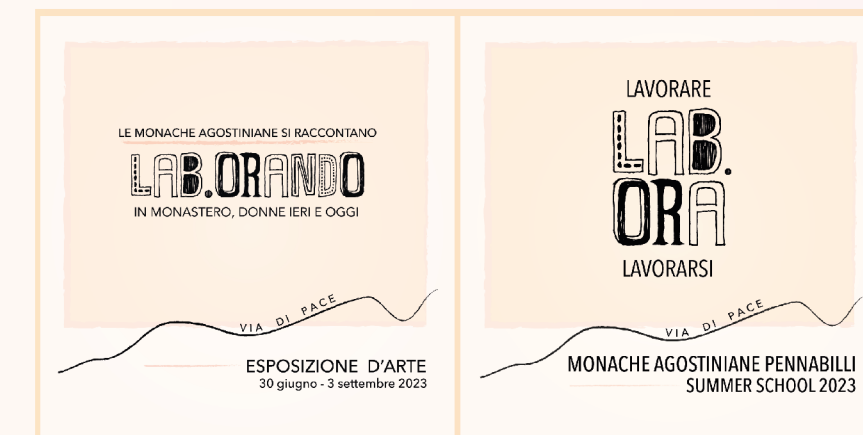 LE MONACHE AGOSTINIANE SI RACCONTANO
LAB.ORANDO
IN MONASTERO, DONNE IERI E OGGI
VIA DI PACE
ESPOSIZIONE D'ARTE
30 giugno - 3 settembre 2023
LAVORARE
LAB.
ORA
LAVORARSI
VIA DI PACE
MONACHE AGOSTINIANE PENNABILLI
SUMMER SCHOOL 2023